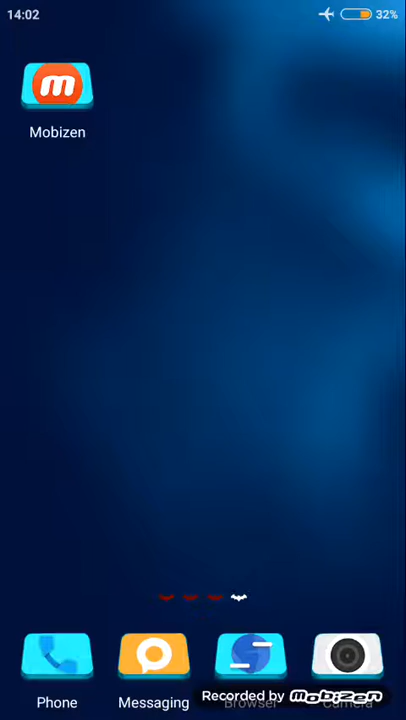 14:02
32%
Mobizen
Phone
Messaging
Browser
Camera
Recorded by Mobizen